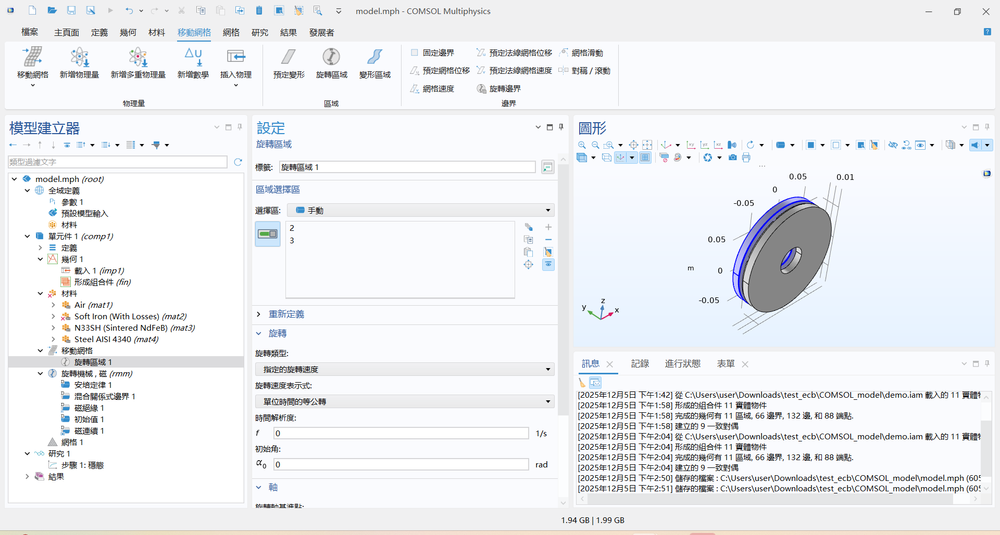 model.mph - COMSOL Multiphysics
檔案 主頁面 定義 幾何 材料 移動網格 網格 研究 結果 發展者
移動網格 新增物理量 新增多重物理量 新增數學 插入物理
物理量
預定變形 旋轉區域 變形區域
區域
固定邊界 預定法線網格位移 網格滑動
預定網格位移 預定法線網格速度 對稱 / 滾動
網格速度 旋轉邊界
邊界
模型建立器
類型過濾文字
model.mph (root)
全域定義
Pi 參數 1
預設模型輸入
材料
單元件 1 (comp1)
定義
幾何 1
載入 1 (imp1)
形成組合件 (fin)
材料
Air (mat1)
Soft Iron (With Losses) (mat2)
N33SH (Sintered NdFeB) (mat3)
Steel AISI 4340 (mat4)
移動網格
旋轉區域 1
旋轉機械 , 磁 (rmm)
安培定律 1
混合關係式邊界 1
磁絕緣 1
初始值 1
磁連續 1
網格 1
研究 1
步驟 1: 穩態
結果
設定
旋轉區域
標籤: 旋轉區域 1
區域選擇區
選擇區: 手動
2
3
重新定義
旋轉
旋轉類型:
指定的旋轉速度
旋轉速度表示式:
單位時間的等公轉
時間解析度:
f 0 1/s
初始角:
α0 0 rad
軸
旋轉軸基準點:
圖形
xy yz xz
...
0.05 0.01
0
-0.05
0.05
m 0
-0.05
y z x
訊息 記錄 進行狀態 表單
[2025年12月5日 下午1:42] 從 C:\Users\user\Downloads\test_ecb\COMSOL_model\demo.iam 載入的 11 實體物
[2025年12月5日 下午1:58] 形成的組合件 11 實體物件
[2025年12月5日 下午1:58] 完成的幾何有 11 區域, 66 邊界, 132 邊, 和 88 端點.
[2025年12月5日 下午1:58] 建立的 9 一致對偶
[2025年12月5日 下午2:04] 從 C:\Users\user\Downloads\test_ecb\COMSOL_model\demo.iam 載入的 11 實體物
[2025年12月5日 下午2:04] 形成的組合件 11 實體物件
[2025年12月5日 下午2:04] 完成的幾何有 11 區域, 66 邊界, 132 邊, 和 88 端點.
[2025年12月5日 下午2:04] 建立的 9 一致對偶
[2025年12月5日 下午2:50] 儲存的檔案 : C:\Users\user\Downloads\test_ecb\COMSOL_model\model.mph (605
[2025年12月5日 下午2:51] 儲存的檔案 : C:\Users\user\Downloads\test_ecb\COMSOL_model\model.mph (605
1.94 GB | 1.99 GB